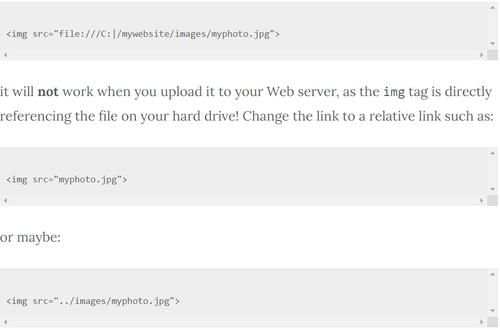 <img src="file:///C:|/mywebsite/images/myphoto.jpg">
it will not work when you upload it to your Web server, as the img tag is directly
referencing the file on your hard drive! Change the link to a relative link such as:
<img src="myphoto.jpg">
or maybe:
<img src="../images/myphoto.jpg">